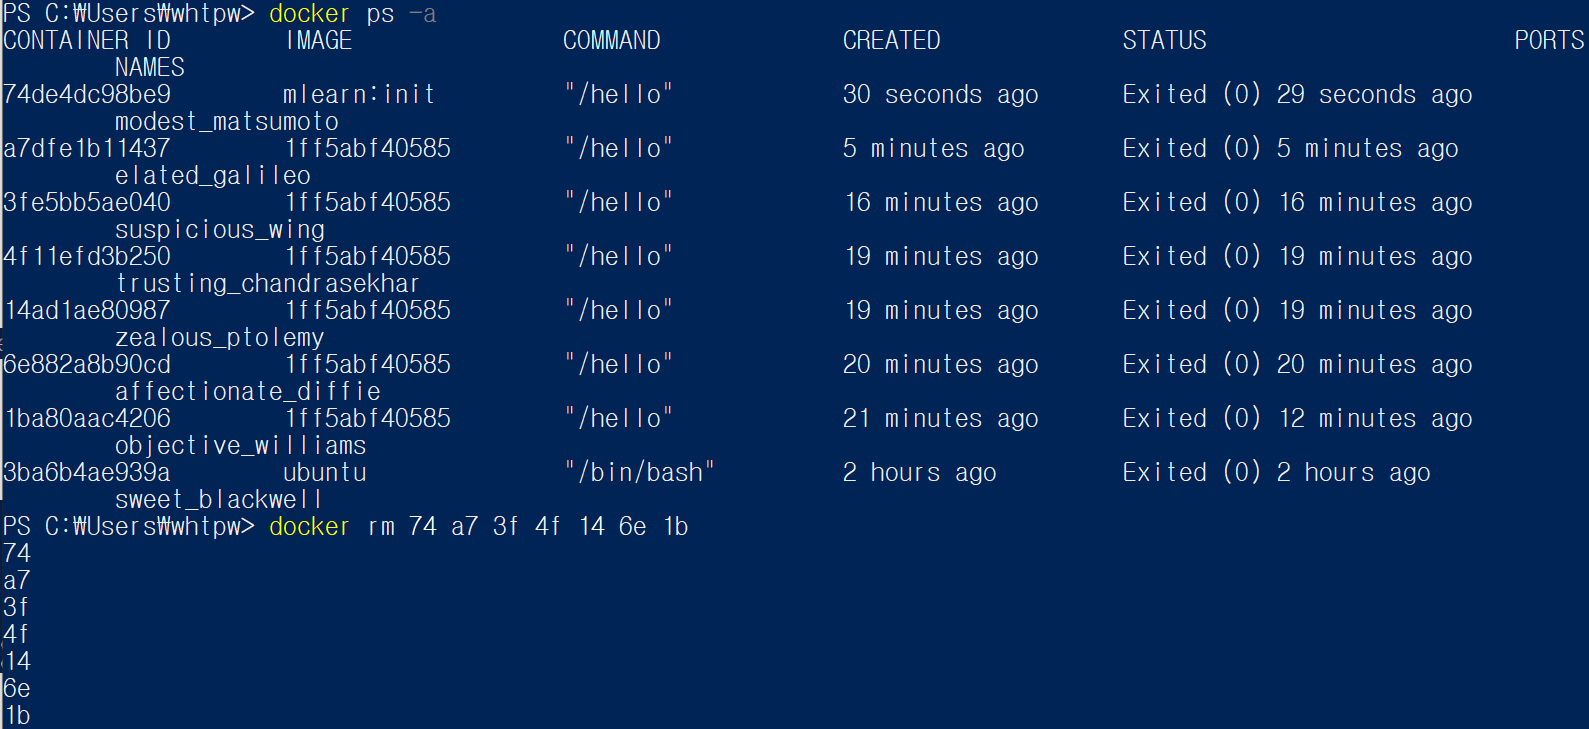 PS C:₩Users₩whtpw> docker ps -a
CONTAINER ID        IMAGE               COMMAND             CREATED             STATUS                      PORTS
        NAMES
74de4dc98be9        mlearn:init         "/hello"            30 seconds ago      Exited (0) 29 seconds ago
        modest_matsumoto
a7dfe1b11437        1ff5abf40585        "/hello"            5 minutes ago       Exited (0) 5 minutes ago
        elated_galileo
3fe5bb5ae040        1ff5abf40585        "/hello"            16 minutes ago      Exited (0) 16 minutes ago
        suspicious_wing
4f11efd3b250        1ff5abf40585        "/hello"            19 minutes ago      Exited (0) 19 minutes ago
        trusting_chandrasekhar
14ad1ae80987        1ff5abf40585        "/hello"            19 minutes ago      Exited (0) 19 minutes ago
        zealous_ptolemy
6e882a8b90cd        1ff5abf40585        "/hello"            20 minutes ago      Exited (0) 20 minutes ago
        affectionate_diffie
1ba80aac4206        1ff5abf40585        "/hello"            21 minutes ago      Exited (0) 12 minutes ago
        objective_williams
3ba6b4ae939a        ubuntu              "/bin/bash"         2 hours ago         Exited (0) 2 hours ago
        sweet_blackwell
PS C:₩Users₩whtpw> docker rm 74 a7 3f 4f 14 6e 1b
74
a7
3f
4f
14
6e
1b